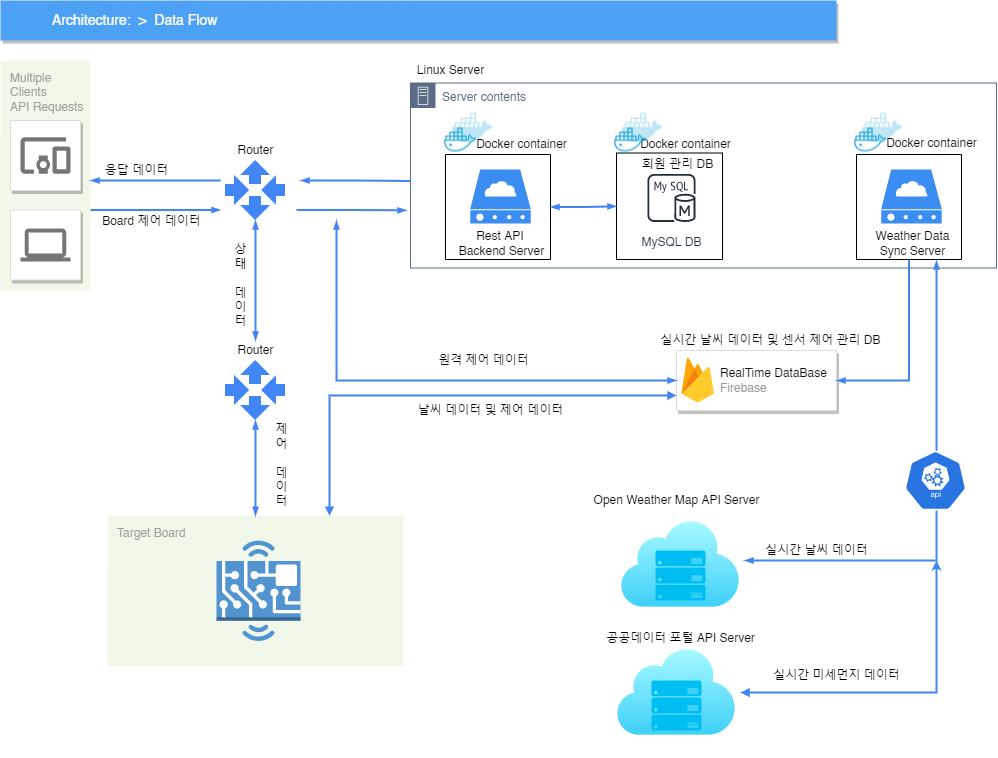 Architecture: > Data Flow
Multiple
Clients
API Requests
Linux Server
Server contents
Docker container
Docker container
Docker container
회원 관리 DB
My SQL
M
Rest API
Backend Server
MySQL DB
Weather Data
Sync Server
Router
응답 데이터
Board 제어 데이터
상
태
데
이
터
Router
실시간 날씨 데이터 및 센서 제어 관리 DB
원격 제어 데이터
RealTime DataBase
Firebase
날씨 데이터 및 제어 데이터
제
어
데
이
터
api
Open Weather Map API Server
Target Board
실시간 날씨 데이터
공공데이터 포털 API Server
실시간 미세먼지 데이터